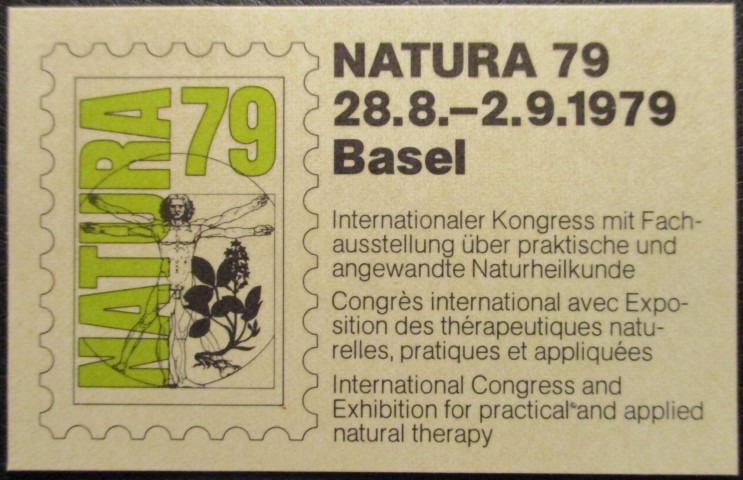 NATURA 79
NATURA 79
28.8.–2.9.1979
Basel
Internationaler Kongress mit Fach-
ausstellung über praktische und
angewandte Naturheilkunde
Congrès international avec Expo-
sition des thérapeutiques natu-
relles, pratiques et appliquées
International Congress and
Exhibition for practical and applied
natural therapy